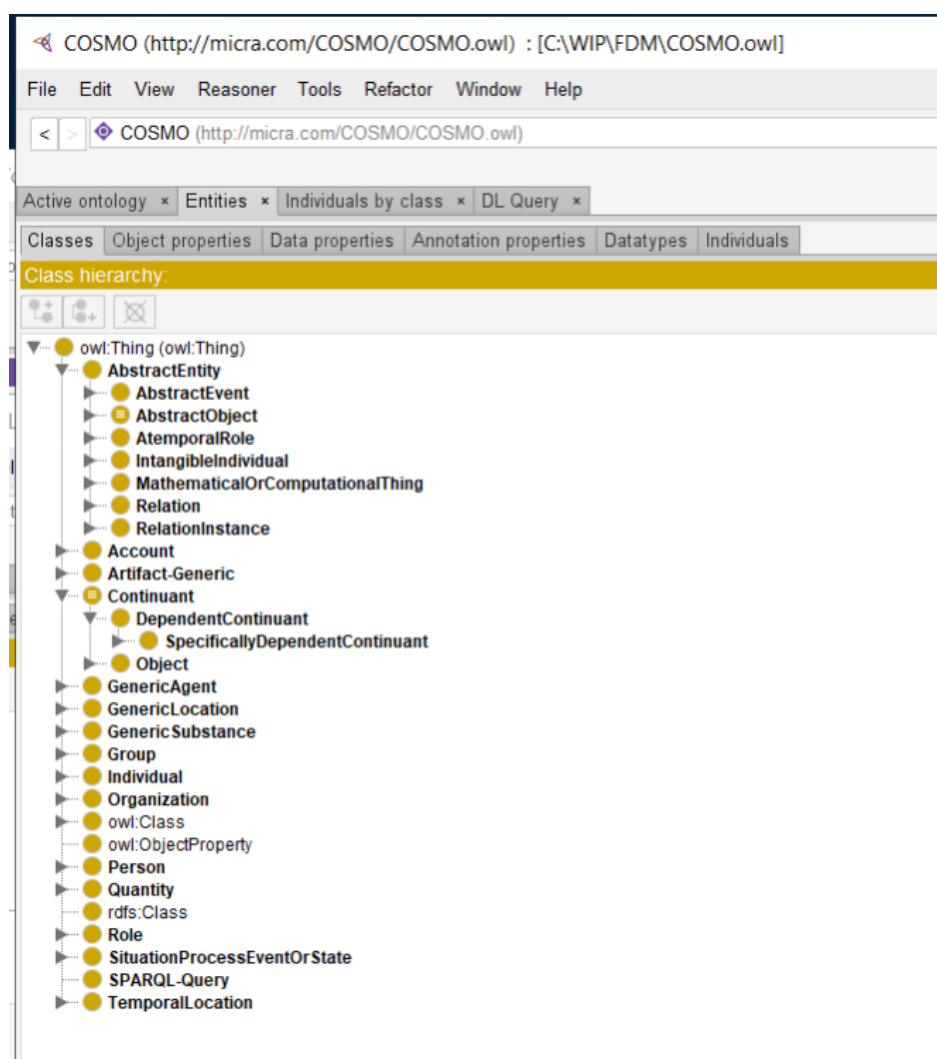 COSMO (http://micra.com/COSMO/COSMO.owl) : [C:\WIP\FDM\COSMO.owl]
File Edit View Reasoner Tools Refactor Window Help
< > COSMO (http://micra.com/COSMO/COSMO.owl)
Active ontology × Entities × Individuals by class × DL Query ×
Classes Object properties Data properties Annotation properties Datatypes Individuals
Class hierarchy:
owl:Thing (owl:Thing)
AbstractEntity
AbstractEvent
AbstractObject
AtemporalRole
IntangibleIndividual
MathematicalOrComputationalThing
Relation
RelationInstance
Account
Artifact-Generic
Continuant
DependentContinuant
SpecificallyDependentContinuant
Object
GenericAgent
GenericLocation
GenericSubstance
Group
Individual
Organization
owl:Class
owl:ObjectProperty
Person
Quantity
rdfs:Class
Role
SituationProcessEventOrState
SPARQL-Query
TemporalLocation